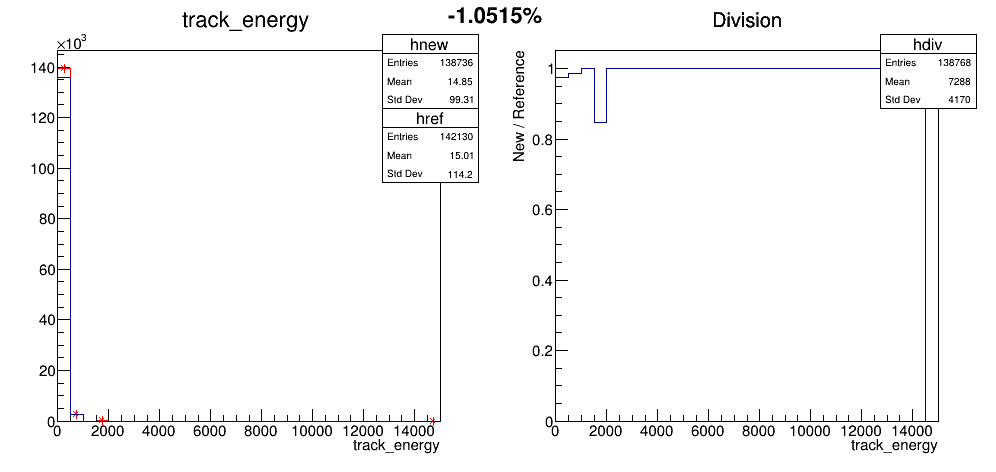 -1.0515%
track_energy
×10³
hnew
Entries 138736
Mean 14.85
Std Dev 99.31
href
Entries 142130
Mean 15.01
Std Dev 114.2
140
120
100
80
60
40
20
0
0 2000 4000 6000 8000 10000 12000 14000
track_energy
Division
hdiv
Entries 138768
Mean 7288
Std Dev 4170
New / Reference
1
0.8
0.6
0.4
0.2
0
0 2000 4000 6000 8000 10000 12000 14000
track_energy